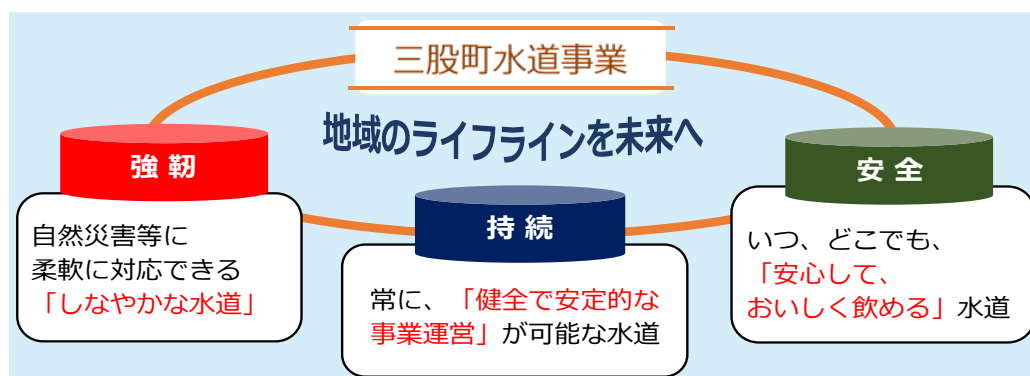 三股町水道事業
地域のライフラインを未来へ
強靭
自然災害等に
柔軟に対応できる
「しなやかな水道」
持続
常に、「健全で安定的な
事業運営」が可能な水道
安全
いつ、どこでも、
「安心して、
おいしく飲める」水道